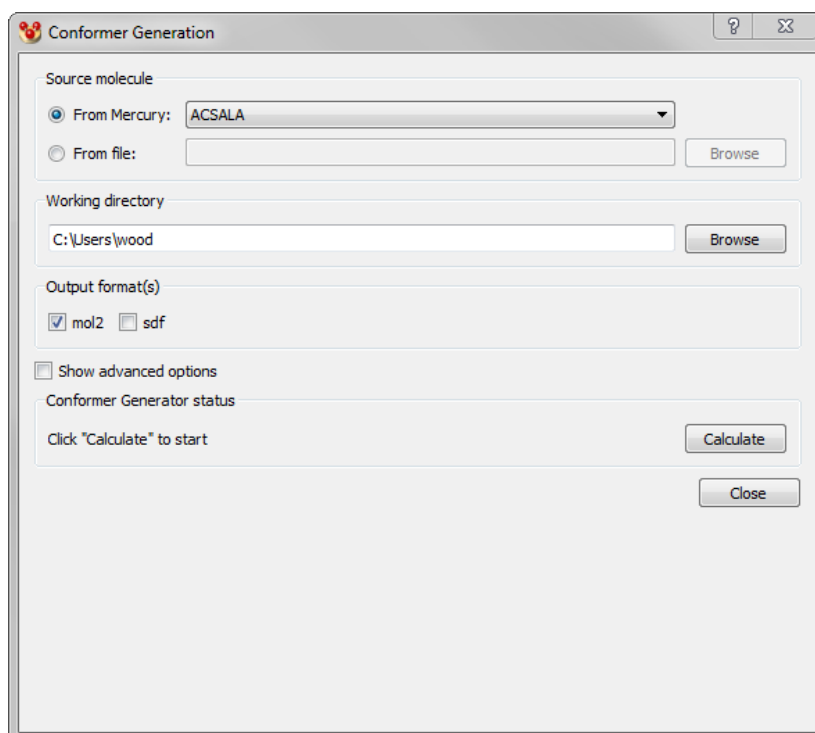 Conformer Generation
Source molecule
From Mercury: ACSALA
From file: Browse
Working directory
C:\Users\wood Browse
Output format(s)
mol2 sdf
Show advanced options
Conformer Generator status
Click "Calculate" to start Calculate
Close